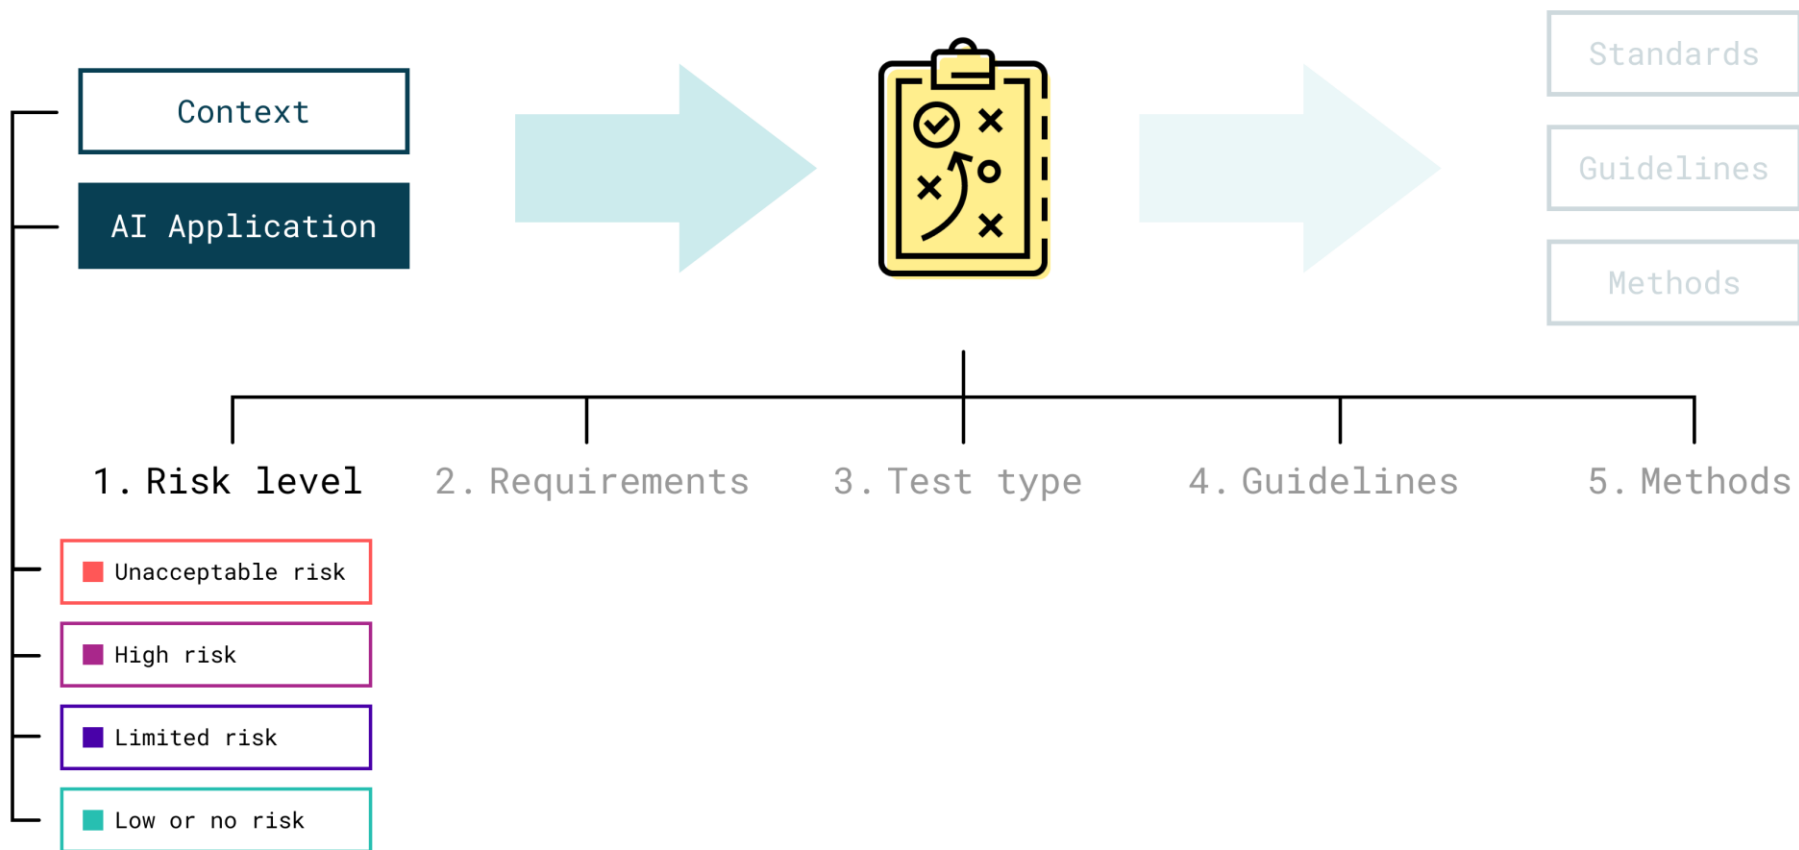 Context
AI Application
Standards
Guidelines
Methods
1. Risk level
2. Requirements
3. Test type
4. Guidelines
5. Methods
Unacceptable risk
High risk
Limited risk
Low or no risk